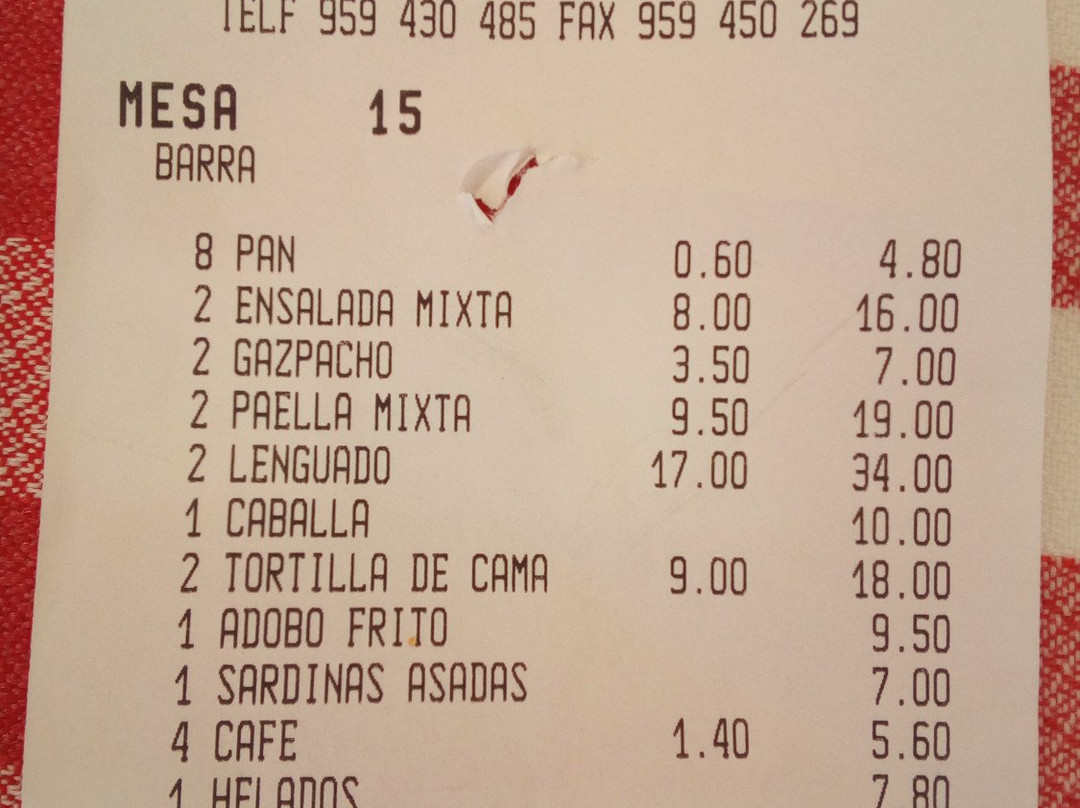 TELF 959 430 485 FAX 959 450 269
MESA 15
BARRA
8 PAN 0.60 4.80
2 ENSALADA MIXTA 8.00 16.00
2 GAZPACHO 3.50 7.00
2 PAELLA MIXTA 9.50 19.00
2 LENGUADO 17.00 34.00
1 CABALLA 10.00
2 TORTILLA DE CAMA 9.00 18.00
1 ADOBO FRITO 9.50
1 SARDINAS ASADAS 7.00
4 CAFE 1.40 5.60
1 HELADOS 7.80